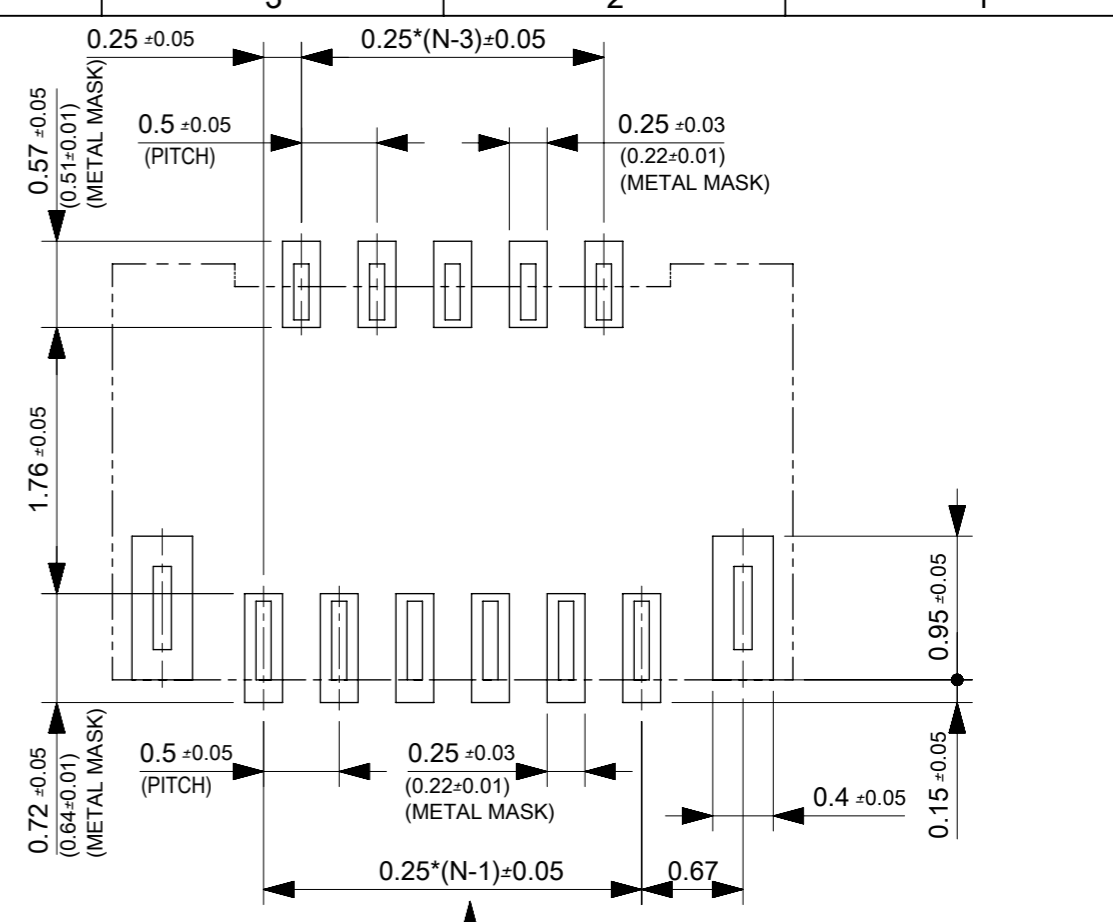 2
0.25 ±0.05
0.25*(N-3)±0.05
0.57 ±0.05
(0.51±0.01)
(METAL MASK)
0.5 ±0.05
(PITCH)
0.25 ±0.03
(0.22±0.01)
(METAL MASK)
1.76 ±0.05
0.95 ±0.05
0.72 ±0.05
(0.64±0.01)
(METAL MASK)
0.5 ±0.05
(PITCH)
0.25 ±0.03
(0.22±0.01)
(METAL MASK)
0.4 ±0.05
0.15 ±0.05
0.25*(N-1)±0.05
0.67